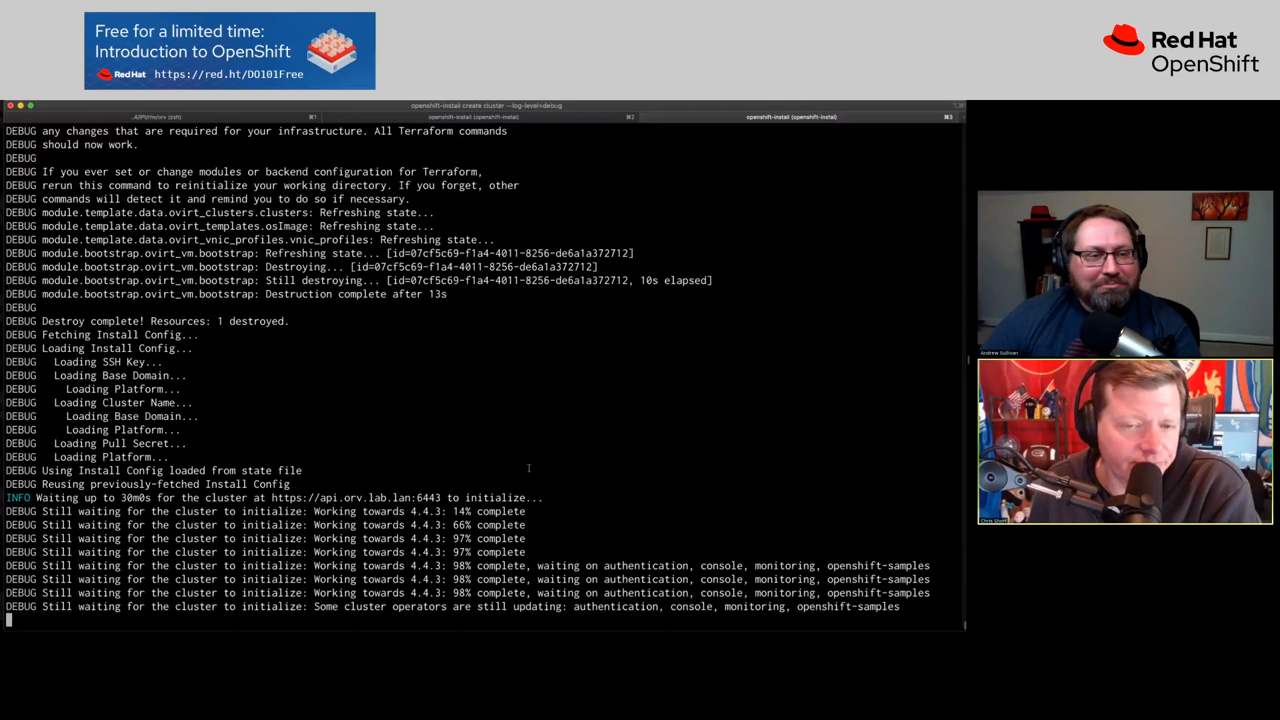 Free for a limited time:
Introduction to OpenShift
Red Hat https://red.ht/DO101Free
Red Hat
OpenShift
openshift-install create cluster --log-level=debug
../API/rhv/orv (zsh) ⌘1 openshift-install (openshift-instal) ⌘2 openshift-install (openshift-instal) ⌘3
DEBUG any changes that are required for your infrastructure. All Terraform commands
DEBUG should now work.
DEBUG
DEBUG If you ever set or change modules or backend configuration for Terraform,
DEBUG rerun this command to reinitialize your working directory. If you forget, other
DEBUG commands will detect it and remind you to do so if necessary.
DEBUG module.template.data.ovirt_clusters.clusters: Refreshing state...
DEBUG module.template.data.ovirt_templates.osImage: Refreshing state...
DEBUG module.template.data.ovirt_vnic_profiles.vnic_profiles: Refreshing state...
DEBUG module.bootstrap.ovirt_vm.bootstrap: Refreshing state... [id=07cf5c69-f1a4-4011-8256-de6a1a372712]
DEBUG module.bootstrap.ovirt_vm.bootstrap: Destroying... [id=07cf5c69-f1a4-4011-8256-de6a1a372712]
DEBUG module.bootstrap.ovirt_vm.bootstrap: Still destroying... [id=07cf5c69-f1a4-4011-8256-de6a1a372712, 10s elapsed]
DEBUG module.bootstrap.ovirt_vm.bootstrap: Destruction complete after 13s
DEBUG
DEBUG Destroy complete! Resources: 1 destroyed.
DEBUG Fetching Install Config...
DEBUG Loading Install Config...
DEBUG   Loading SSH Key...
DEBUG   Loading Base Domain...
DEBUG     Loading Platform...
DEBUG   Loading Cluster Name...
DEBUG     Loading Base Domain...
DEBUG     Loading Platform...
DEBUG   Loading Pull Secret...
DEBUG   Loading Platform...
DEBUG Using Install Config loaded from state file
DEBUG Reusing previously-fetched Install Config
INFO Waiting up to 30m0s for the cluster at https://api.orv.lab.lan:6443 to initialize...
DEBUG Still waiting for the cluster to initialize: Working towards 4.4.3: 14% complete
DEBUG Still waiting for the cluster to initialize: Working towards 4.4.3: 66% complete
DEBUG Still waiting for the cluster to initialize: Working towards 4.4.3: 97% complete
DEBUG Still waiting for the cluster to initialize: Working towards 4.4.3: 97% complete
DEBUG Still waiting for the cluster to initialize: Working towards 4.4.3: 98% complete, waiting on authentication, console, monitoring, openshift-samples
DEBUG Still waiting for the cluster to initialize: Working towards 4.4.3: 98% complete, waiting on authentication, console, monitoring, openshift-samples
DEBUG Still waiting for the cluster to initialize: Working towards 4.4.3: 98% complete, waiting on authentication, console, monitoring, openshift-samples
DEBUG Still waiting for the cluster to initialize: Some cluster operators are still updating: authentication, console, monitoring, openshift-samples
Andrew Sullivan
Chris Short